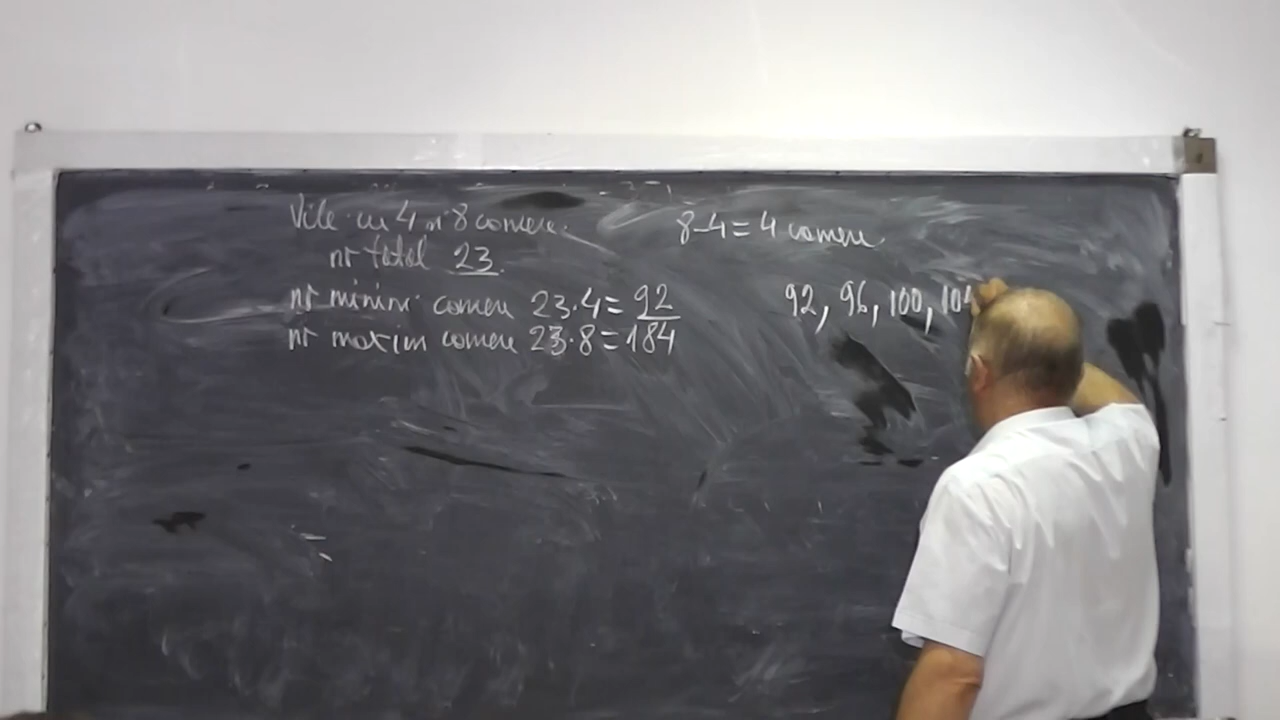 Vile cu 4 și 8 camere.
nr total 23.
nr minim camere 23·4=92
nr maxim camere 23·8=184
8-4=4 camere.
92, 96, 100, 104